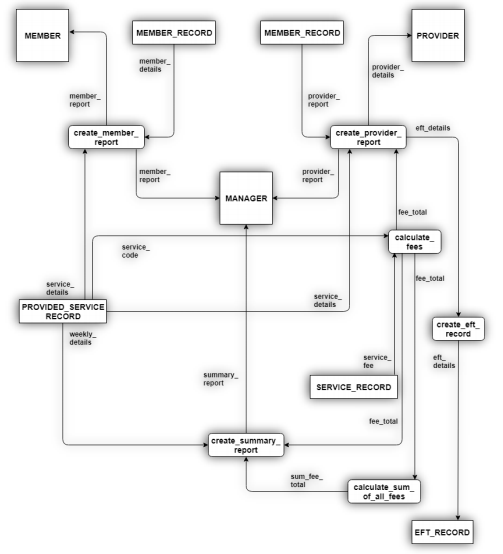 MEMBER
MEMBER_RECORD
MEMBER_RECORD
PROVIDER
member_
details
provider_
details
member_
report
provider_
report
create_member_
report
create_provider_
report
eft_details
member_
report
provider_
report
MANAGER
fee_total
calculate_
fees
service_
code
fee_total
service_
details
service_
details
PROVIDED_SERVICE
RECORD
create_eft_
record
weekly_
details
service_
fee
eft_
details
summary_
report
SERVICE_RECORD
fee_total
create_summary_
report
sum_fee_
total
calculate_sum_
of_all_fees
EFT_RECORD